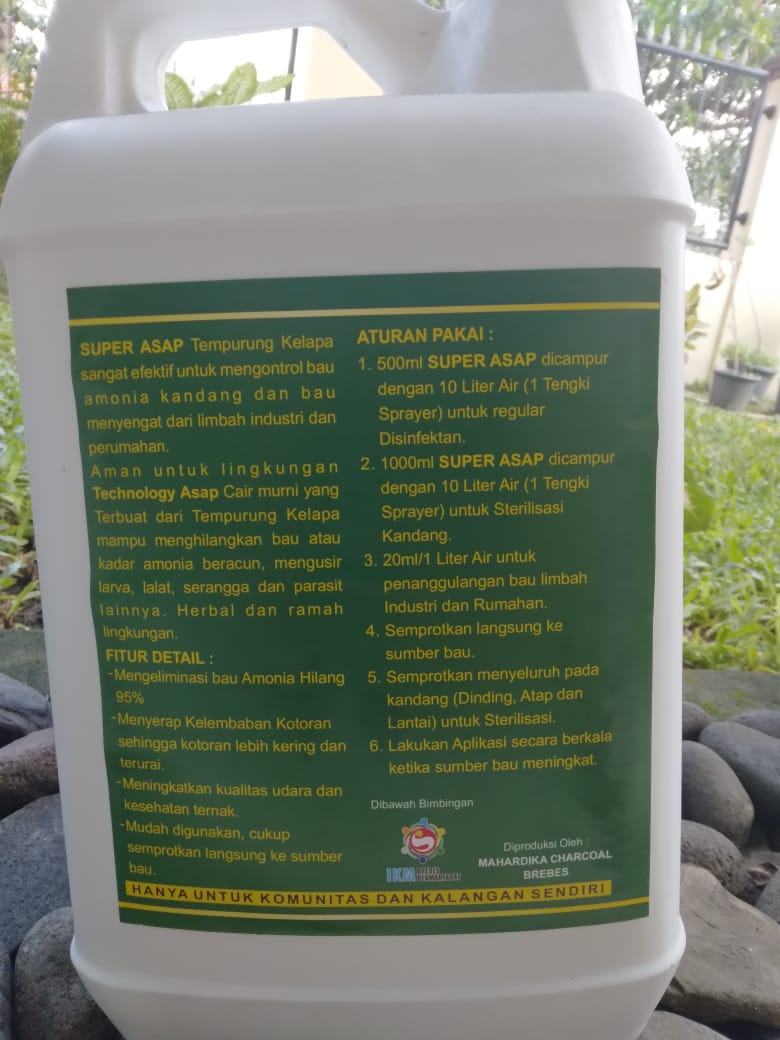 SUPER ASAP Tempurung Kelapa
sangat efektif untuk mengontrol bau
amonia kandang dan bau
menyengat dari limbah industri dan
perumahan.
Aman untuk lingkungan
Technology Asap Cair murni yang
Terbuat dari Tempurung Kelapa
mampu menghilangkan bau atau
kadar amonia beracun, mengusir
larva, lalat, serangga dan parasit
lainnya. Herbal dan ramah
lingkungan.
FITUR DETAIL :
-Mengeliminasi bau Amonia Hilang
95%
-Menyerap Kelembaban Kotoran
sehingga kotoran lebih kering dan
terurai.
-Meningkatkan kualitas udara dan
kesehatan ternak.
-Mudah digunakan, cukup
semprotkan langsung ke sumber
bau.
ATURAN PAKAI :
1. 500ml SUPER ASAP dicampur
dengan 10 Liter Air (1 Tengki
Sprayer) untuk regular
Disinfektan.
2. 1000ml SUPER ASAP dicampur
dengan 10 Liter Air (1 Tengki
Sprayer) untuk Sterilisasi
Kandang.
3. 20ml/1 Liter Air untuk
penanggulangan bau limbah
Industri dan Rumahan.
4. Semprotkan langsung ke
sumber bau.
5. Semprotkan menyeluruh pada
kandang (Dinding, Atap dan
Lantai) untuk Sterilisasi.
6. Lakukan Aplikasi secara berkala
ketika sumber bau meningkat.
Dibawah Bimbingan
IKM BREBES
BERMARTABAT
Diproduksi Oleh :
MAHARDIKA CHARCOAL
BREBES
HANYA UNTUK KOMUNITAS DAN KALANGAN SENDIRI